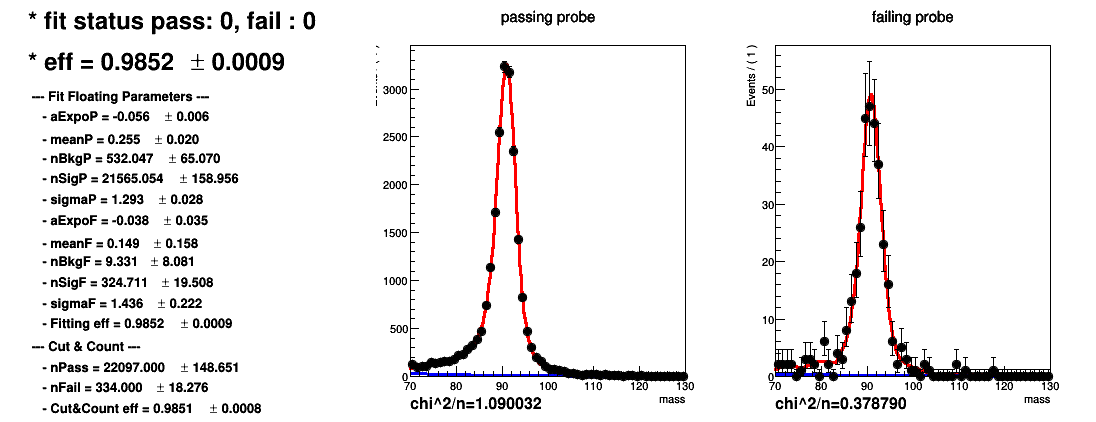 * fit status pass: 0, fail : 0
* eff = 0.9852 ± 0.0009
--- Fit Floating Parameters ---
- aExpoP = -0.056 ± 0.006
- meanP = 0.255 ± 0.020
- nBkgP = 532.047 ± 65.070
- nSigP = 21565.054 ± 158.956
- sigmaP = 1.293 ± 0.028
- aExpoF = -0.038 ± 0.035
- meanF = 0.149 ± 0.158
- nBkgF = 9.331 ± 8.081
- nSigF = 324.711 ± 19.508
- sigmaF = 1.436 ± 0.222
- Fitting eff = 0.9852 ± 0.0009
--- Cut & Count ---
- nPass = 22097.000 ± 148.651
- nFail = 334.000 ± 18.276
- Cut&Count eff = 0.9851 ± 0.0008
passing probe
3000
2500
2000
1500
1000
500
0
70 80 90 100 110 120 130
mass
chi^2/n=1.090032
failing probe
Events / ( 1 )
50
40
30
20
10
0
70 80 90 100 110 120 130
mass
chi^2/n=0.378790